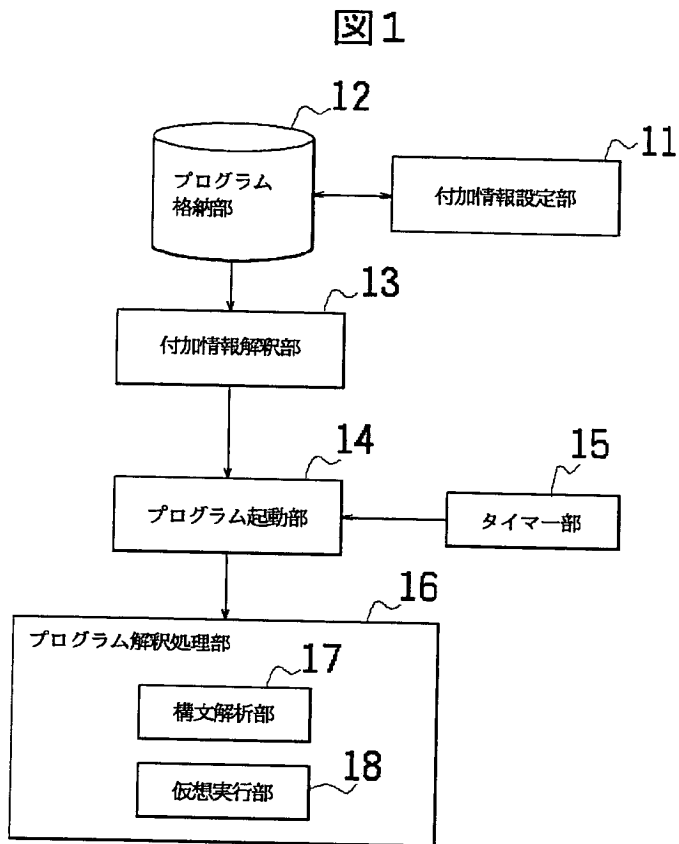 図1
12
プログラム
格納部
11
付加情報設定部
13
付加情報解釈部
14
プログラム起動部
15
タイマー部
16
プログラム解釈処理部
17
構文解析部
18
仮想実行部